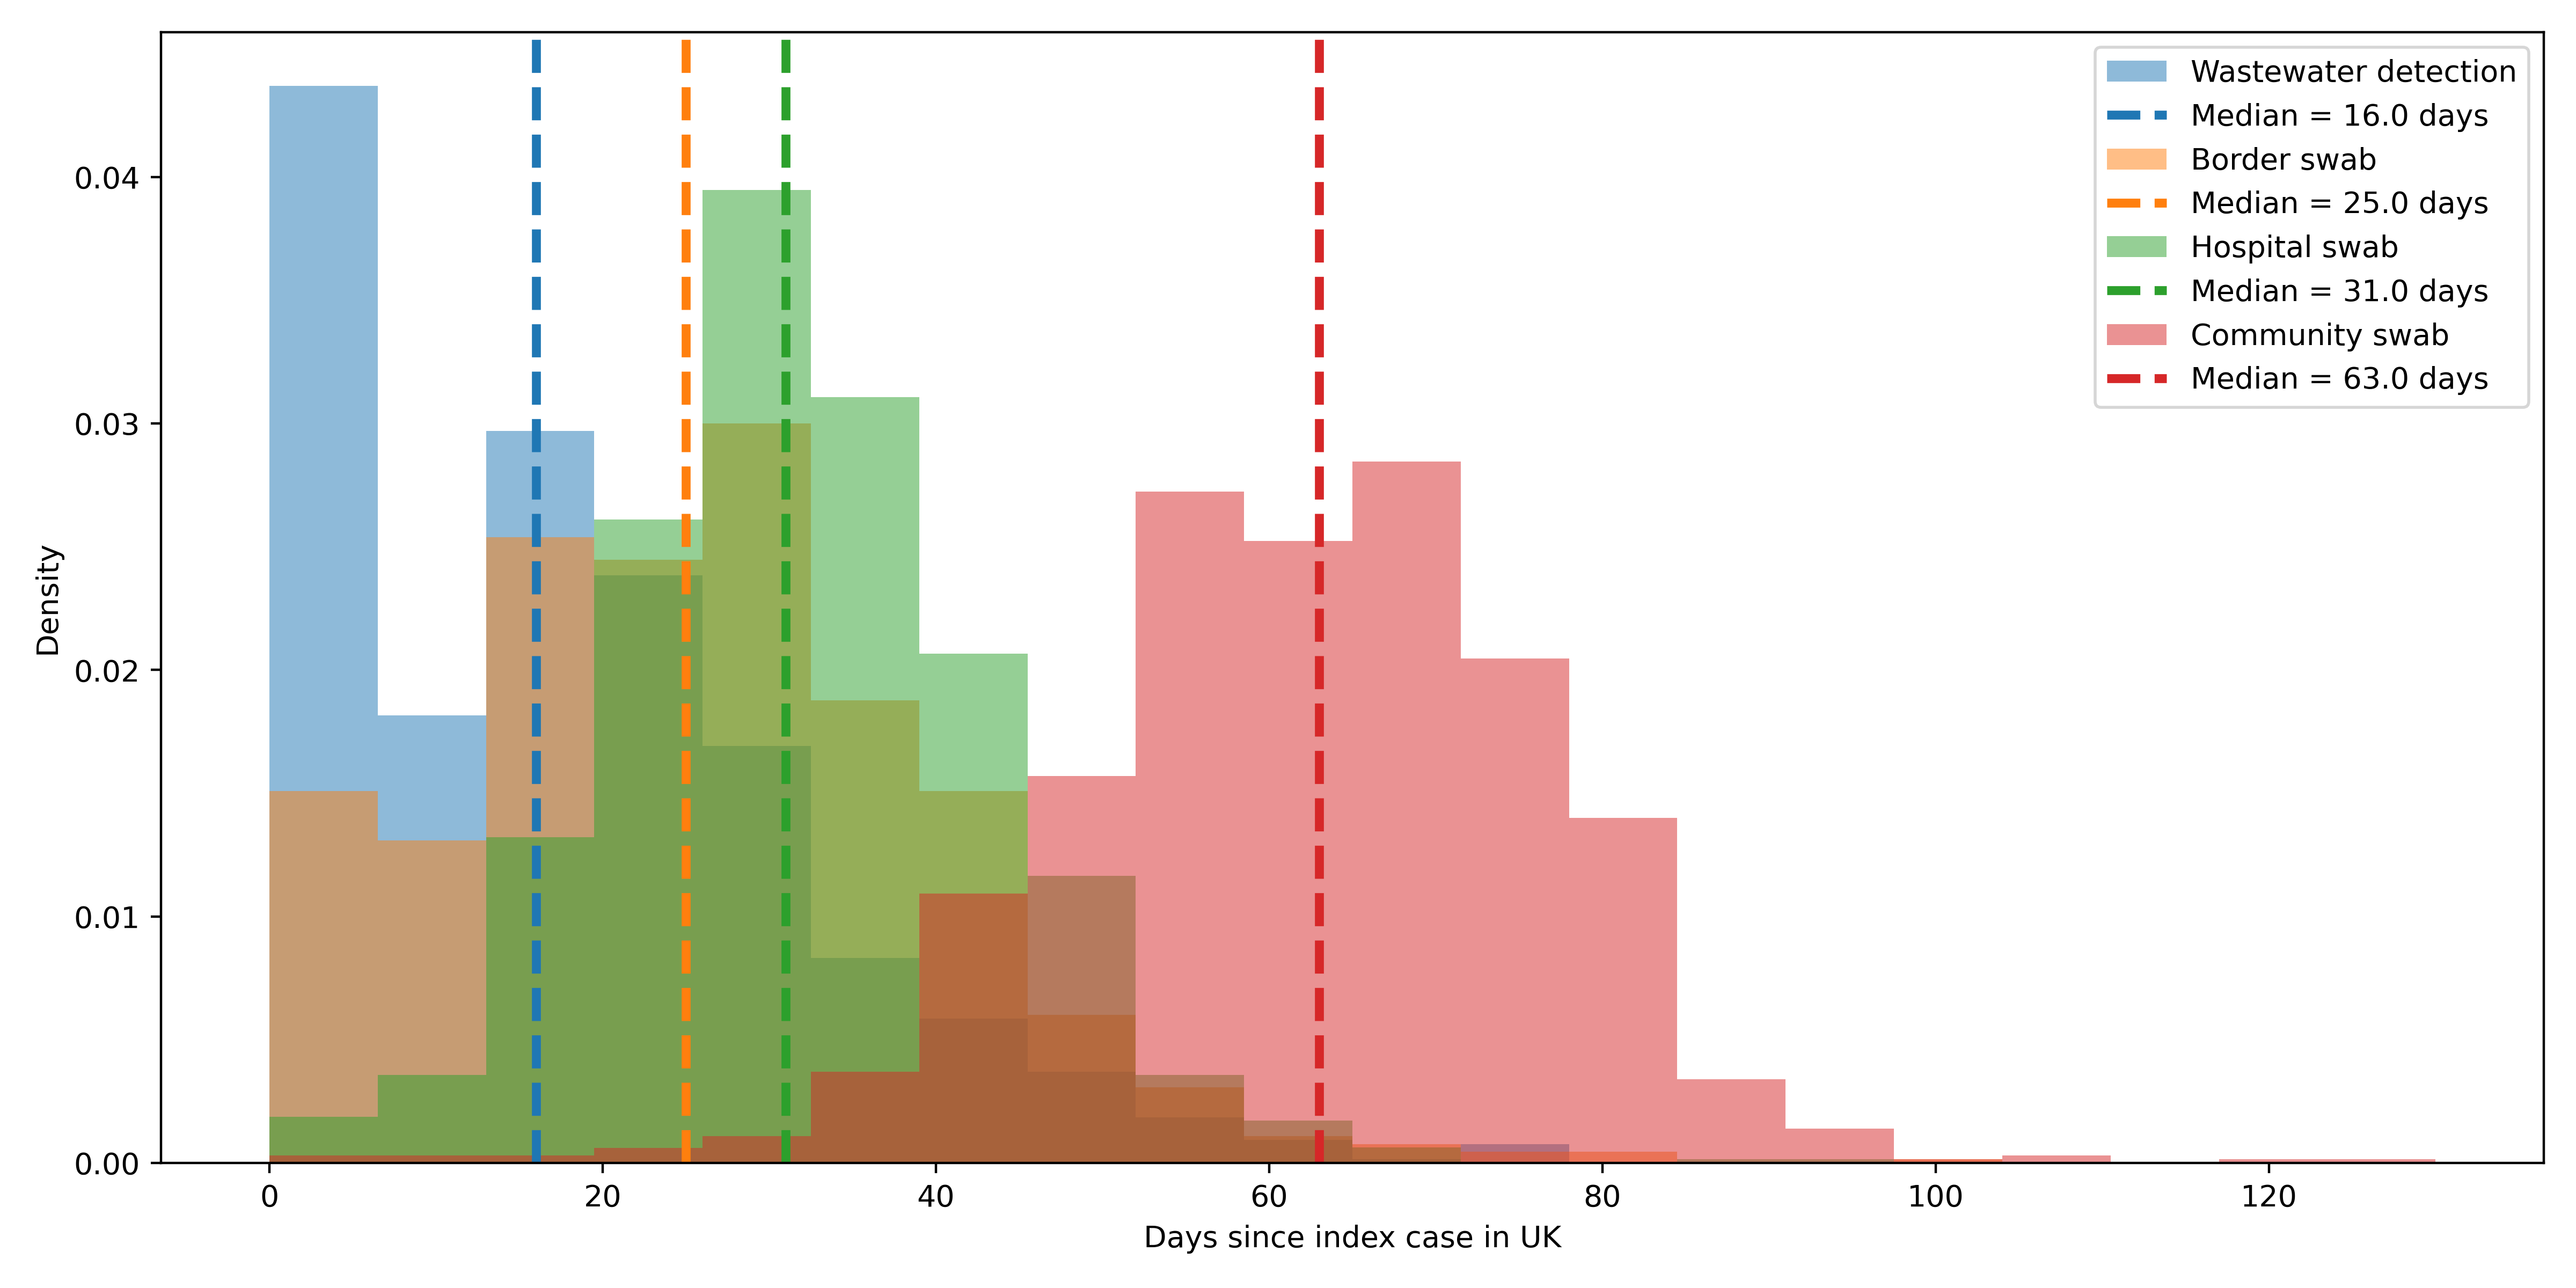 Wastewater detection
Median = 16.0 days
Border swab
Median = 25.0 days
Hospital swab
Median = 31.0 days
Community swab
Median = 63.0 days
0.04
0.03
0.02
0.01
0.00
Density
0 20 40 60 80 100 120
Days since index case in UK